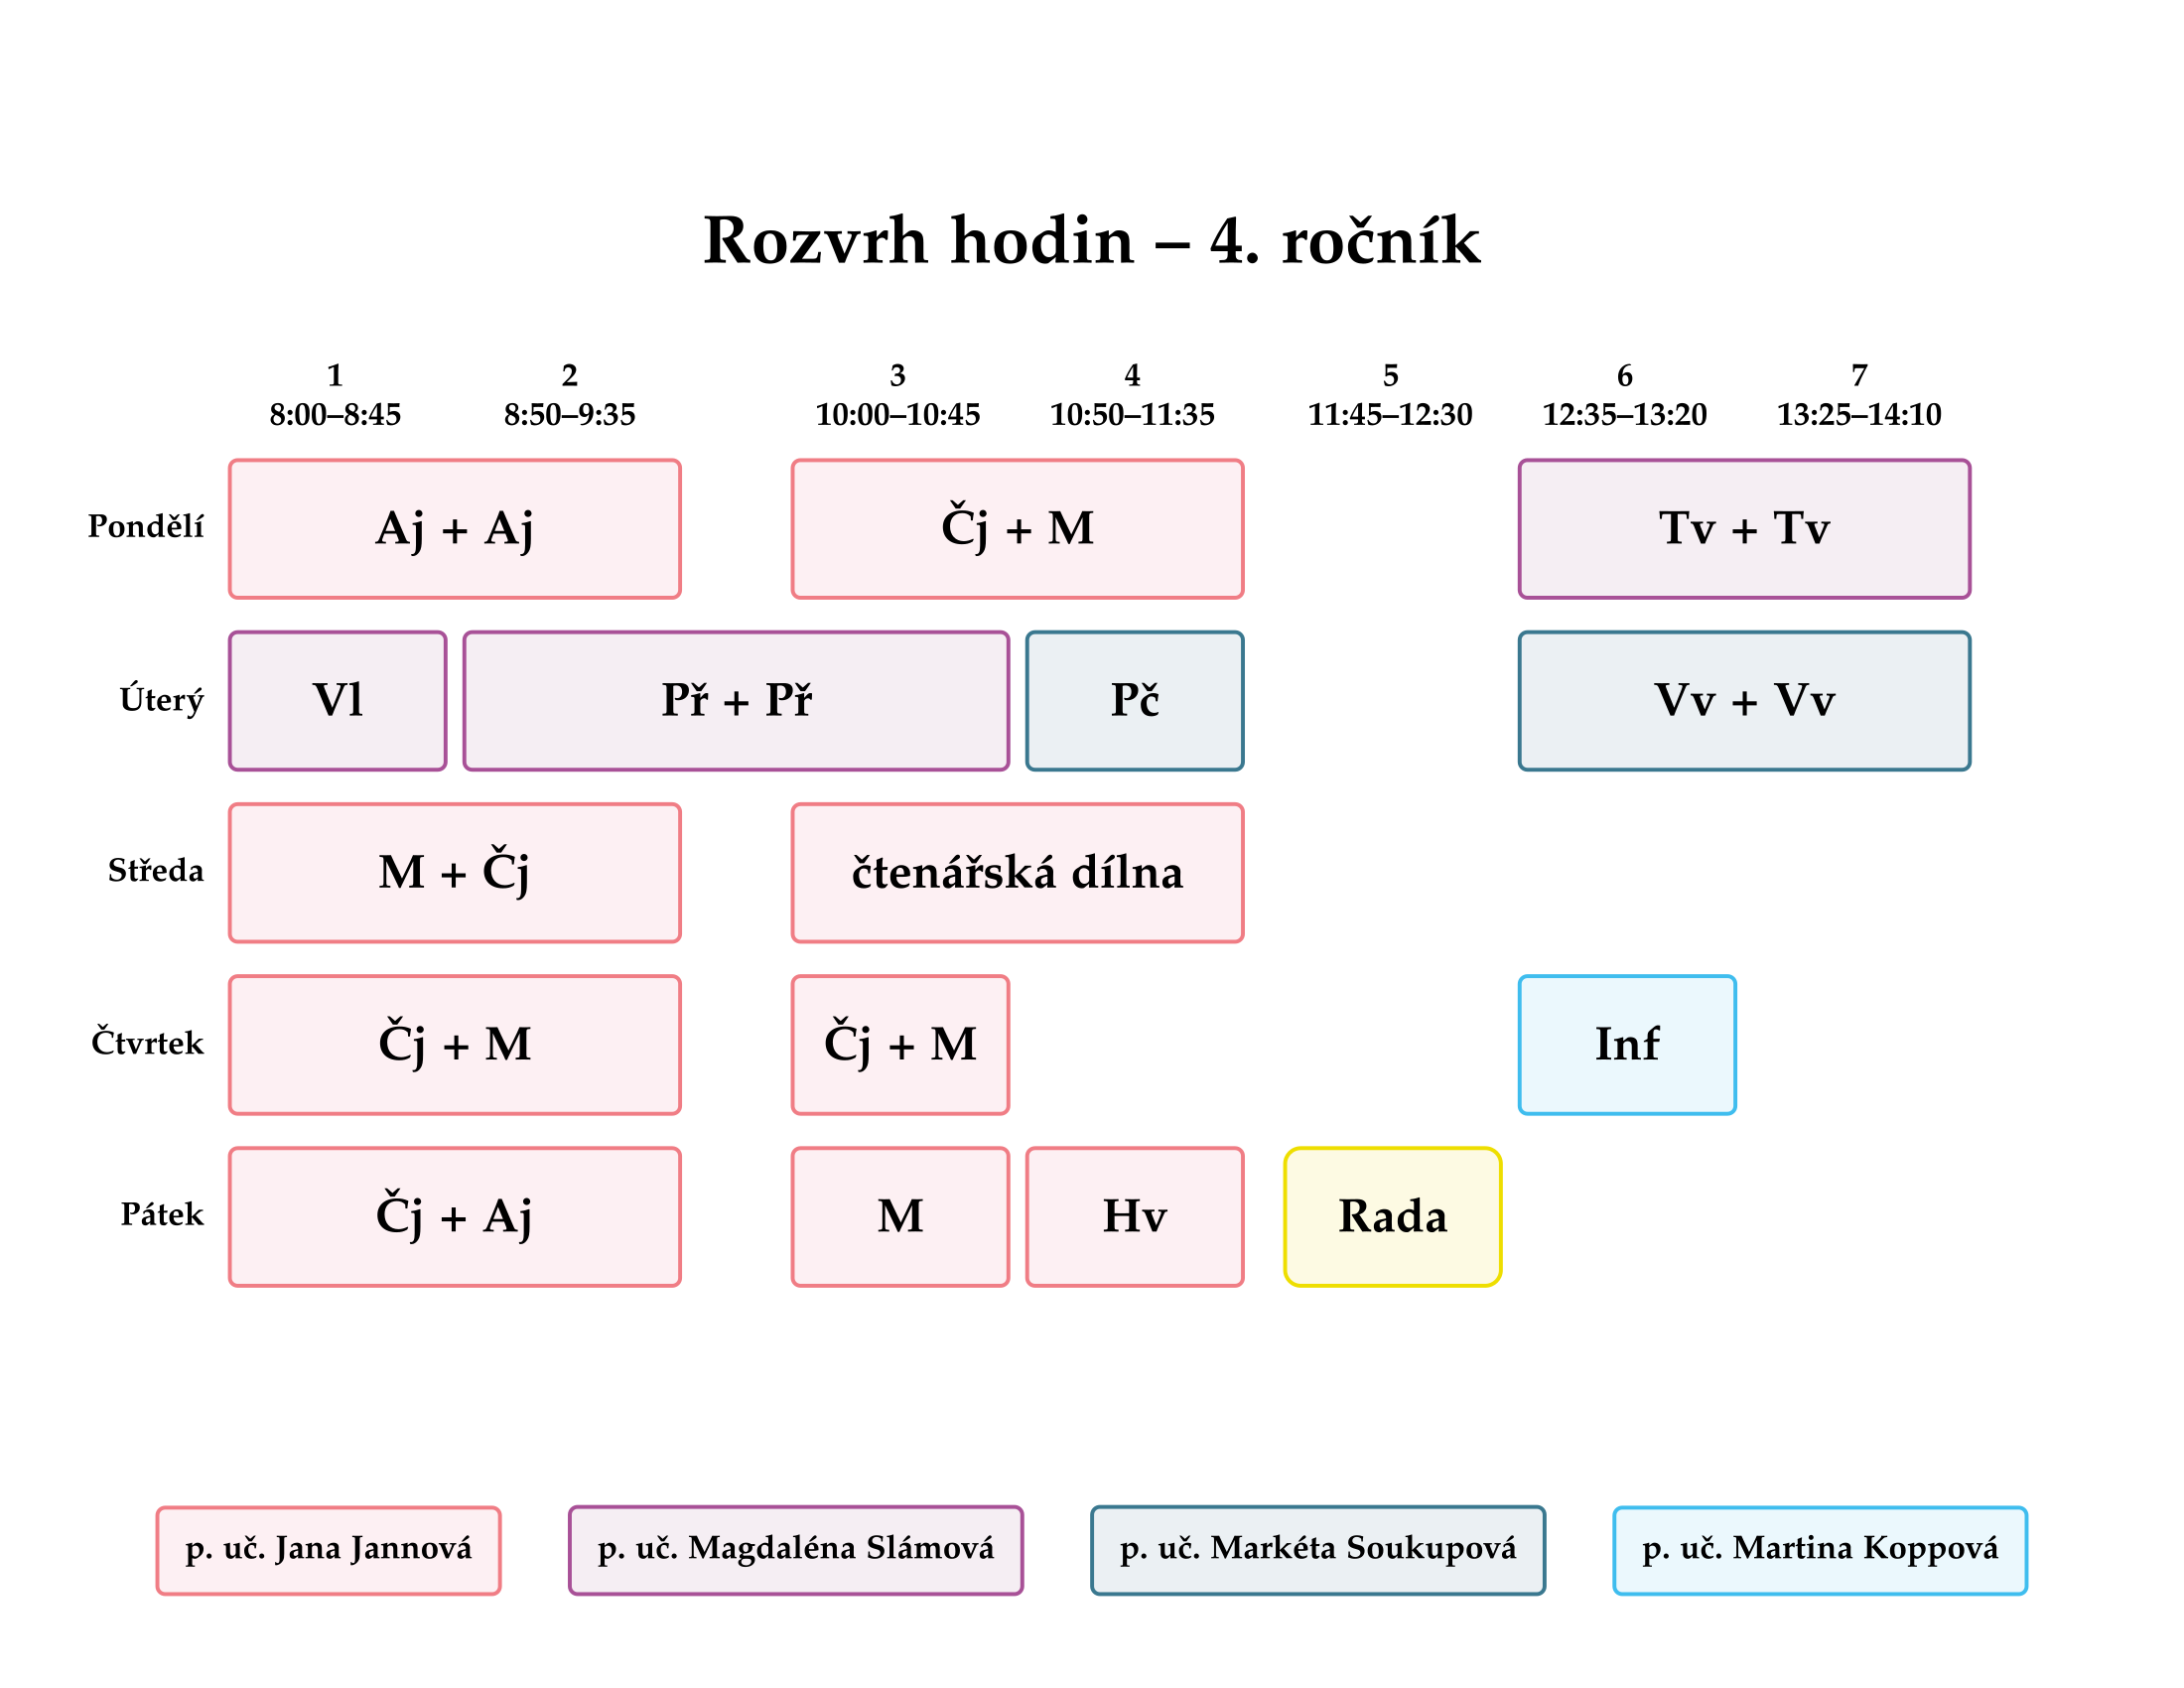 Rozvrh hodin – 4. ročník
1 2 3 4 5 6 7
8:00–8:45 8:50–9:35 10:00–10:45 10:50–11:35 11:45–12:30 12:35–13:20 13:25–14:10
Pondělí Aj + Aj Čj + M Tv + Tv
Úterý Vl Př + Př Pč Vv + Vv
Středa M + Čj čtenářská dílna
Čtvrtek Čj + M Čj + M Inf
Pátek Čj + Aj M Hv Rada
p. uč. Jana Jannová p. uč. Magdaléna Slámová p. uč. Markéta Soukupová p. uč. Martina Koppová